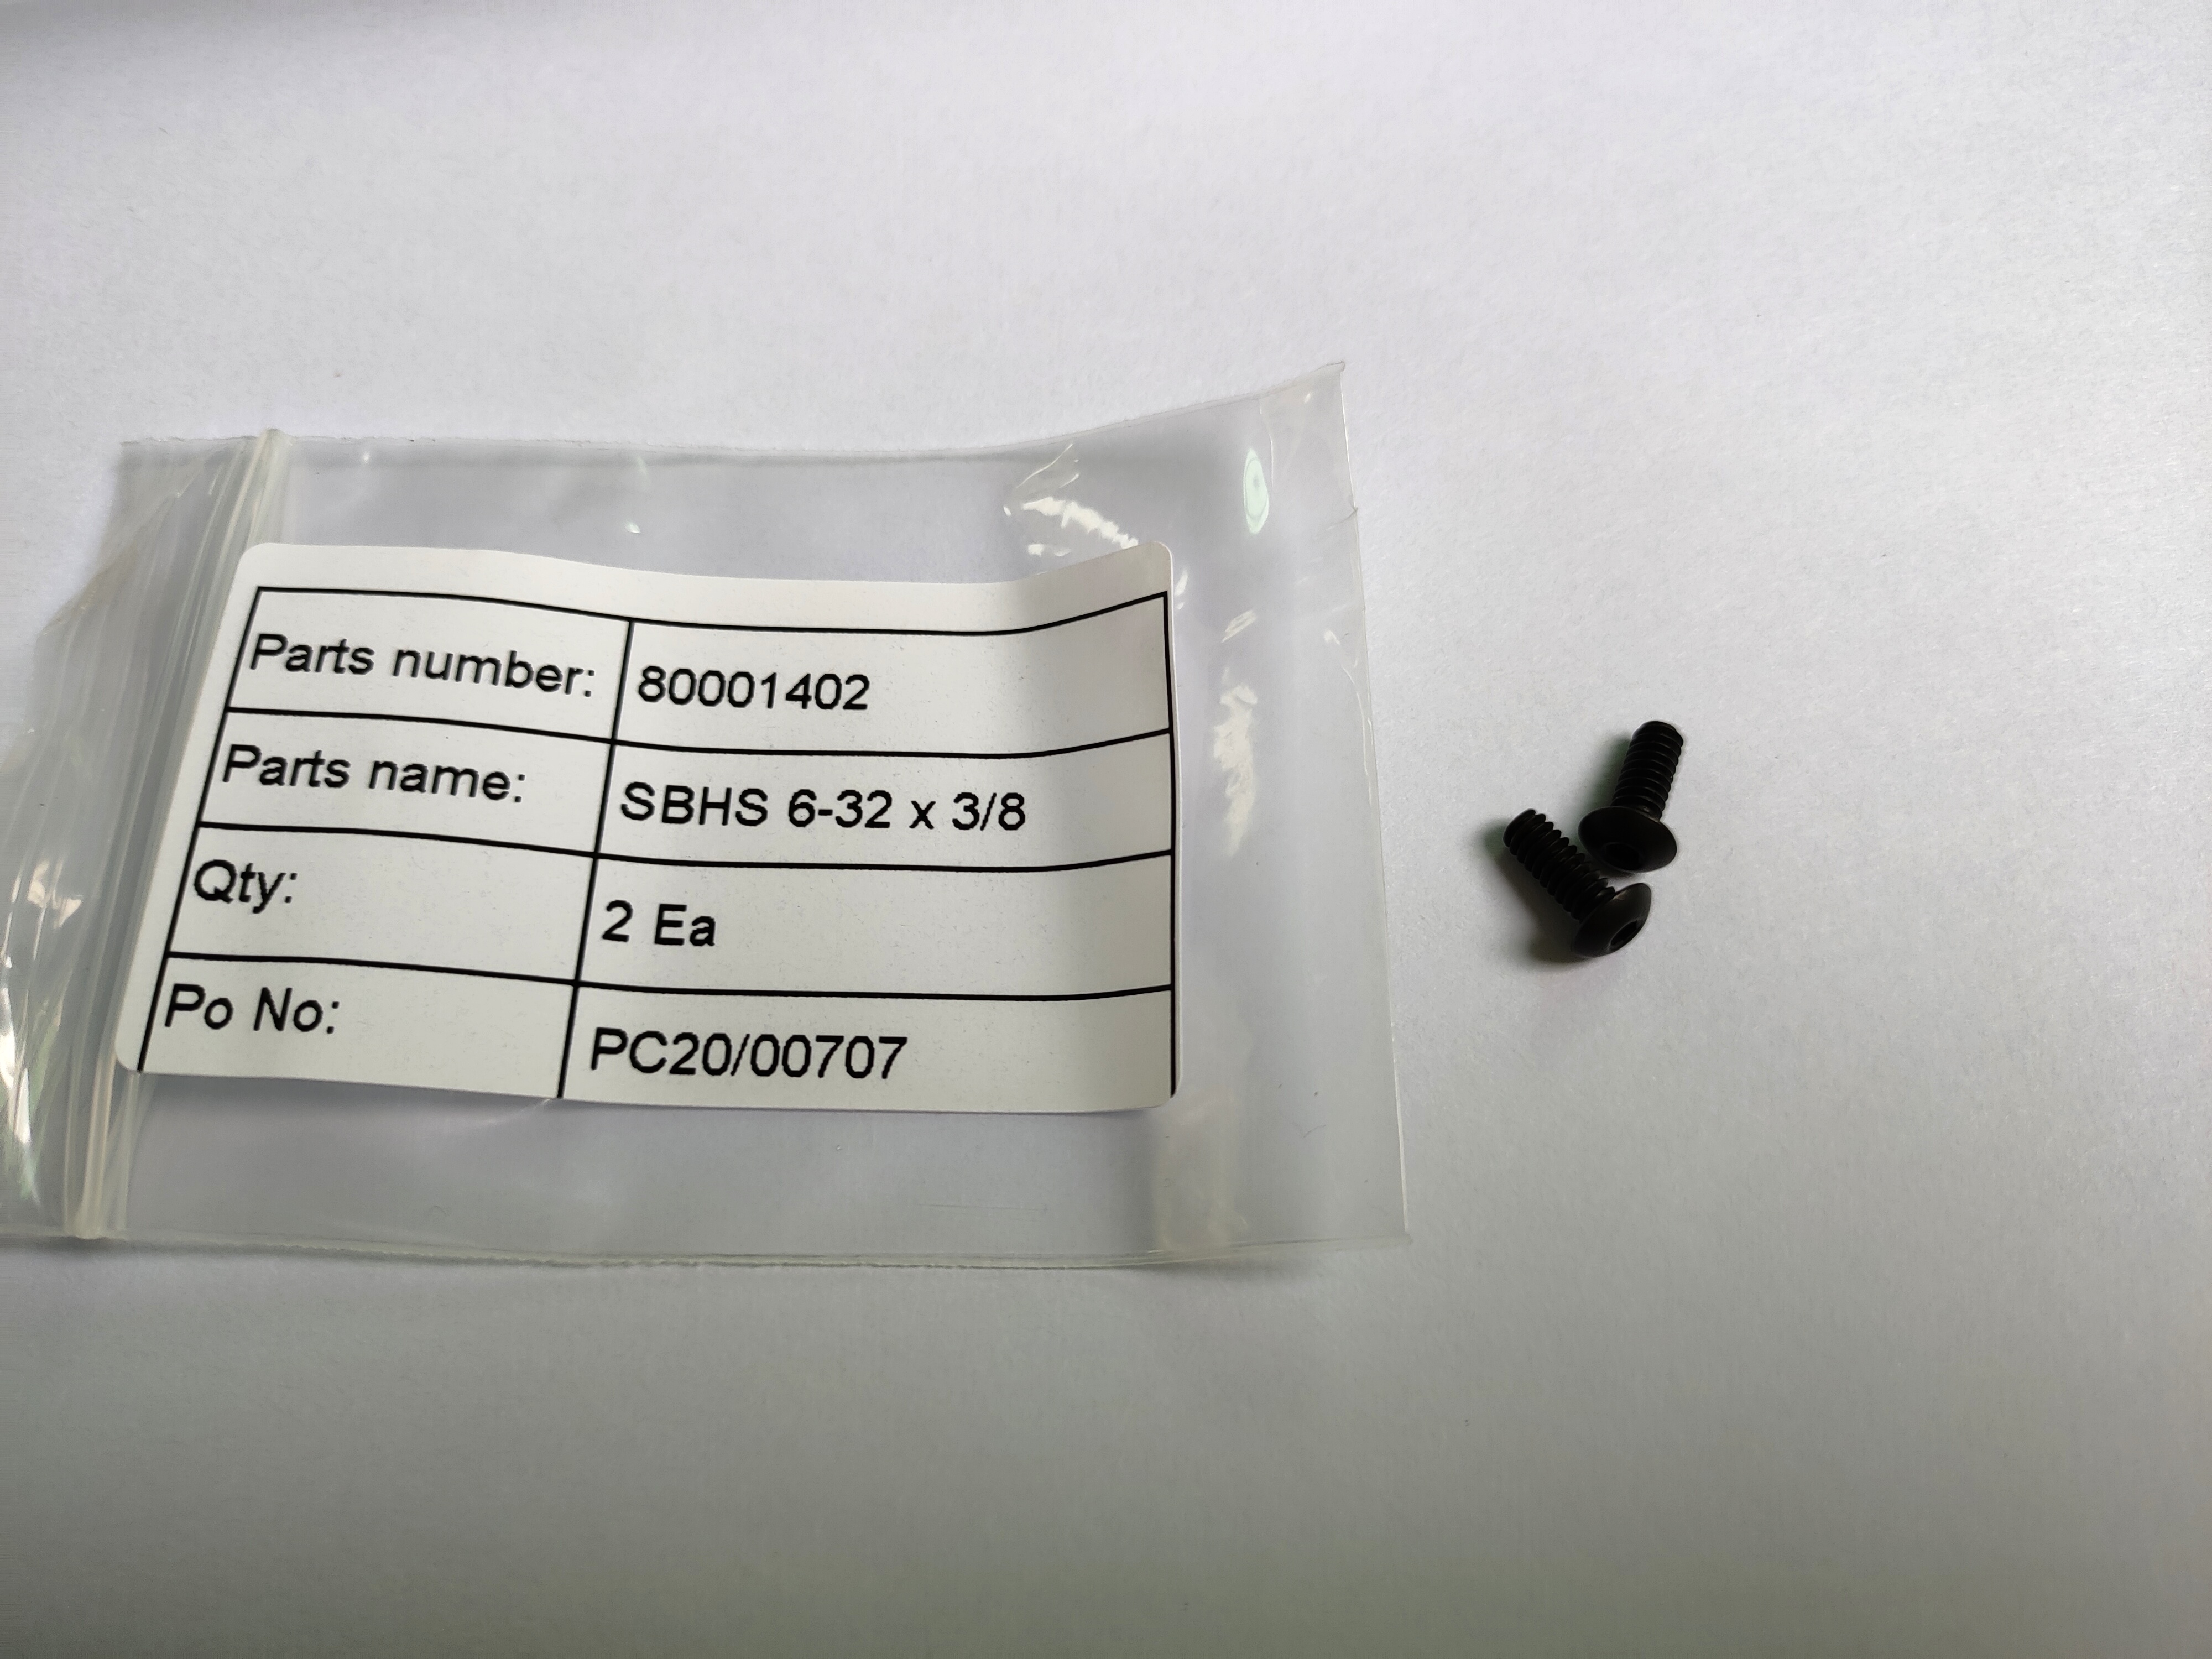 Parts number: 80001402
Parts name: SBHS 6-32 x 3/8
Qty: 2 Ea
Po No: PC20/00707